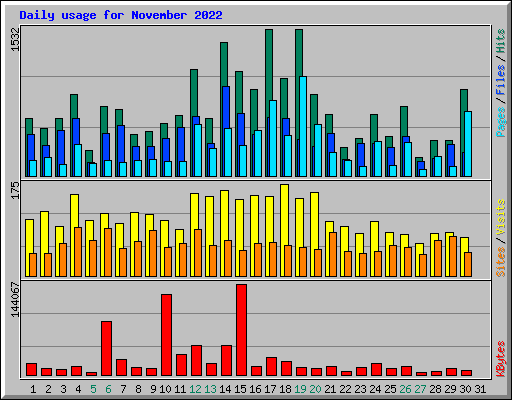 Daily usage for November 2022
1532
Pages / Files / Hits
175
Sites / Visits
144067
KBytes
1 2 3 4 5 6 7 8 9 10 11 12 13 14 15 16 17 18 19 20 21 22 23 24 25 26 27 28 29 30 31